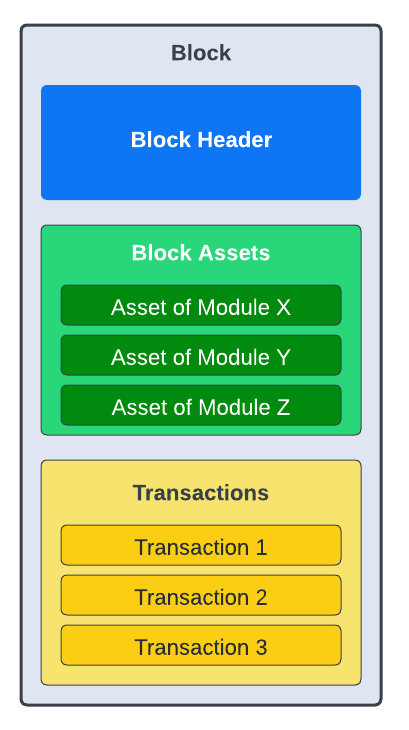 Block
Block Header
Block Assets
Asset of Module X
Asset of Module Y
Asset of Module Z
Transactions
Transaction 1
Transaction 2
Transaction 3